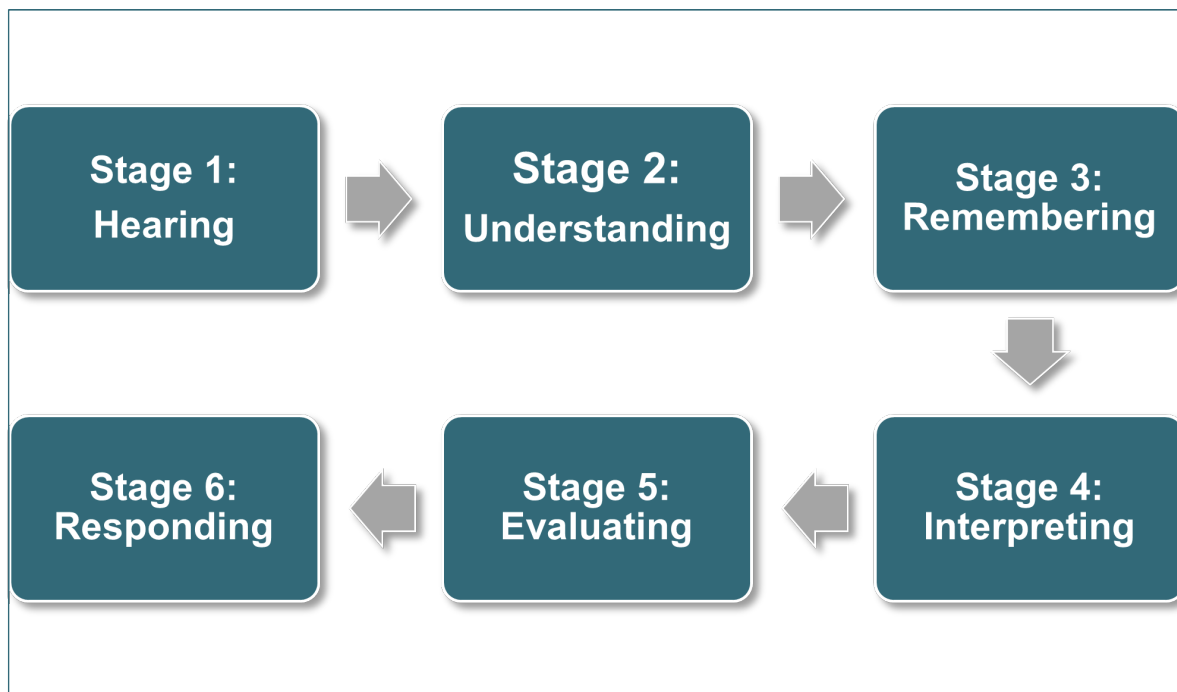 Stage 1:
Hearing
Stage 2:
Understanding
Stage 3:
Remembering
Stage 4:
Interpreting
Stage 5:
Evaluating
Stage 6:
Responding